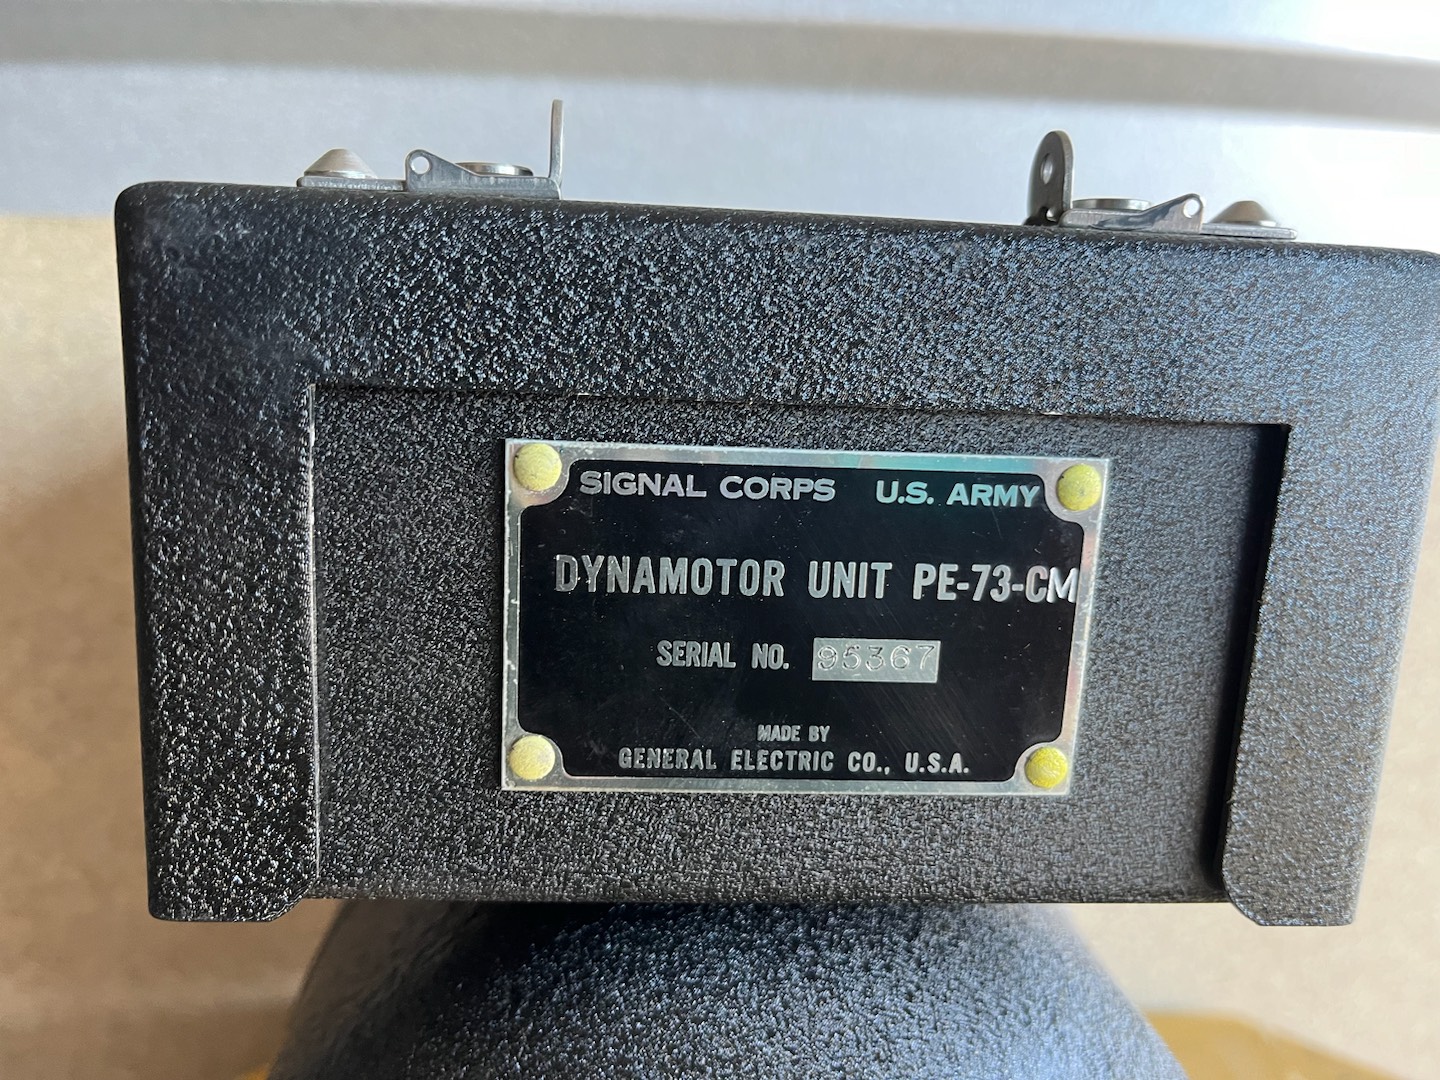 SIGNAL CORPS U.S. ARMY
DYNAMOTOR UNIT PE-73-CM
SERIAL NO. 95367
MADE BY
GENERAL ELECTRIC CO., U.S.A.